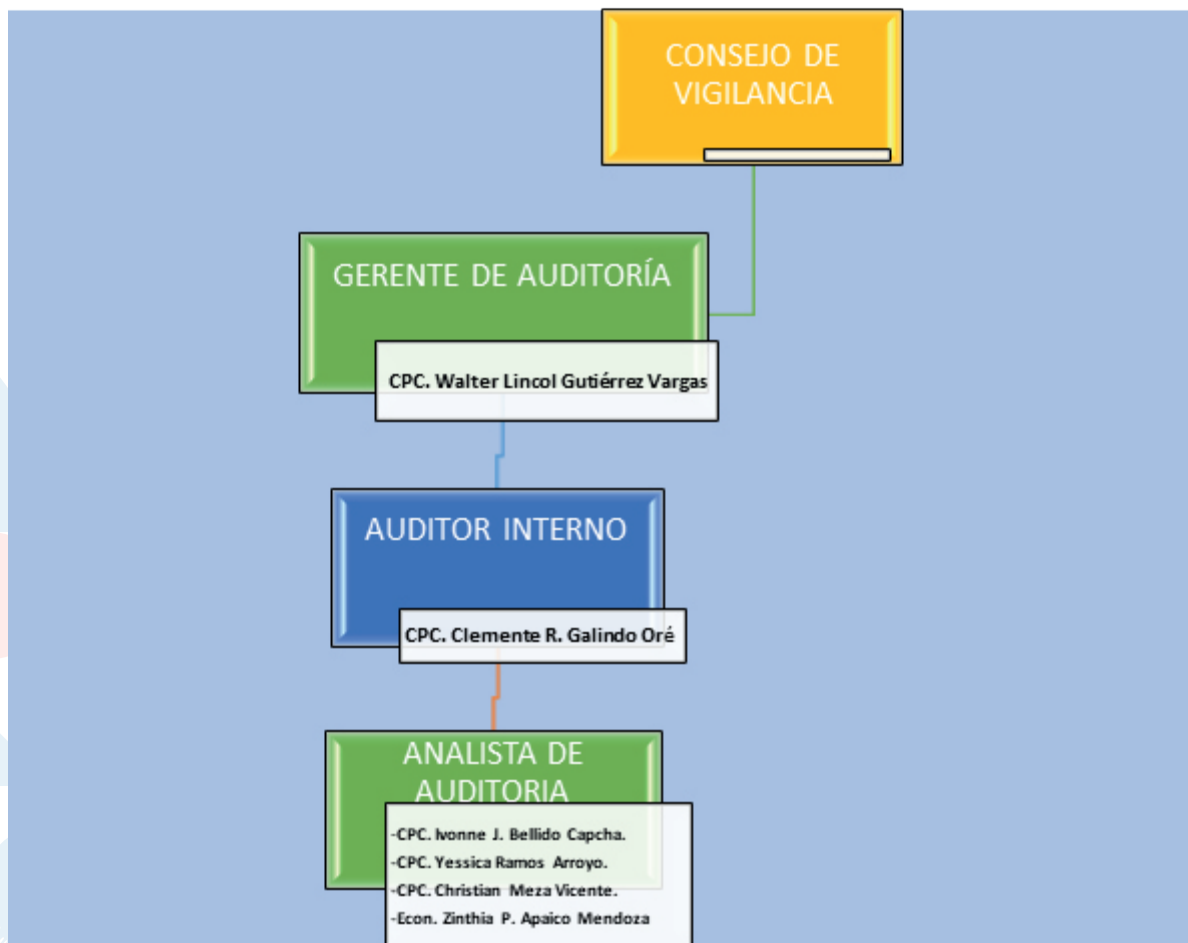 CONSEJO DE
VIGILANCIA
GERENTE DE AUDITORÍA
CPC. Walter Lincol Gutiérrez Vargas
AUDITOR INTERNO
CPC. Clemente R. Galindo Oré
ANALISTA DE
AUDITORIA
-CPC. Ivonne J. Bellido Capcha.
-CPC. Yessica Ramos Arroyo.
-CPC. Christian Meza Vicente.
-Econ. Zinthia P. Apaico Mendoza